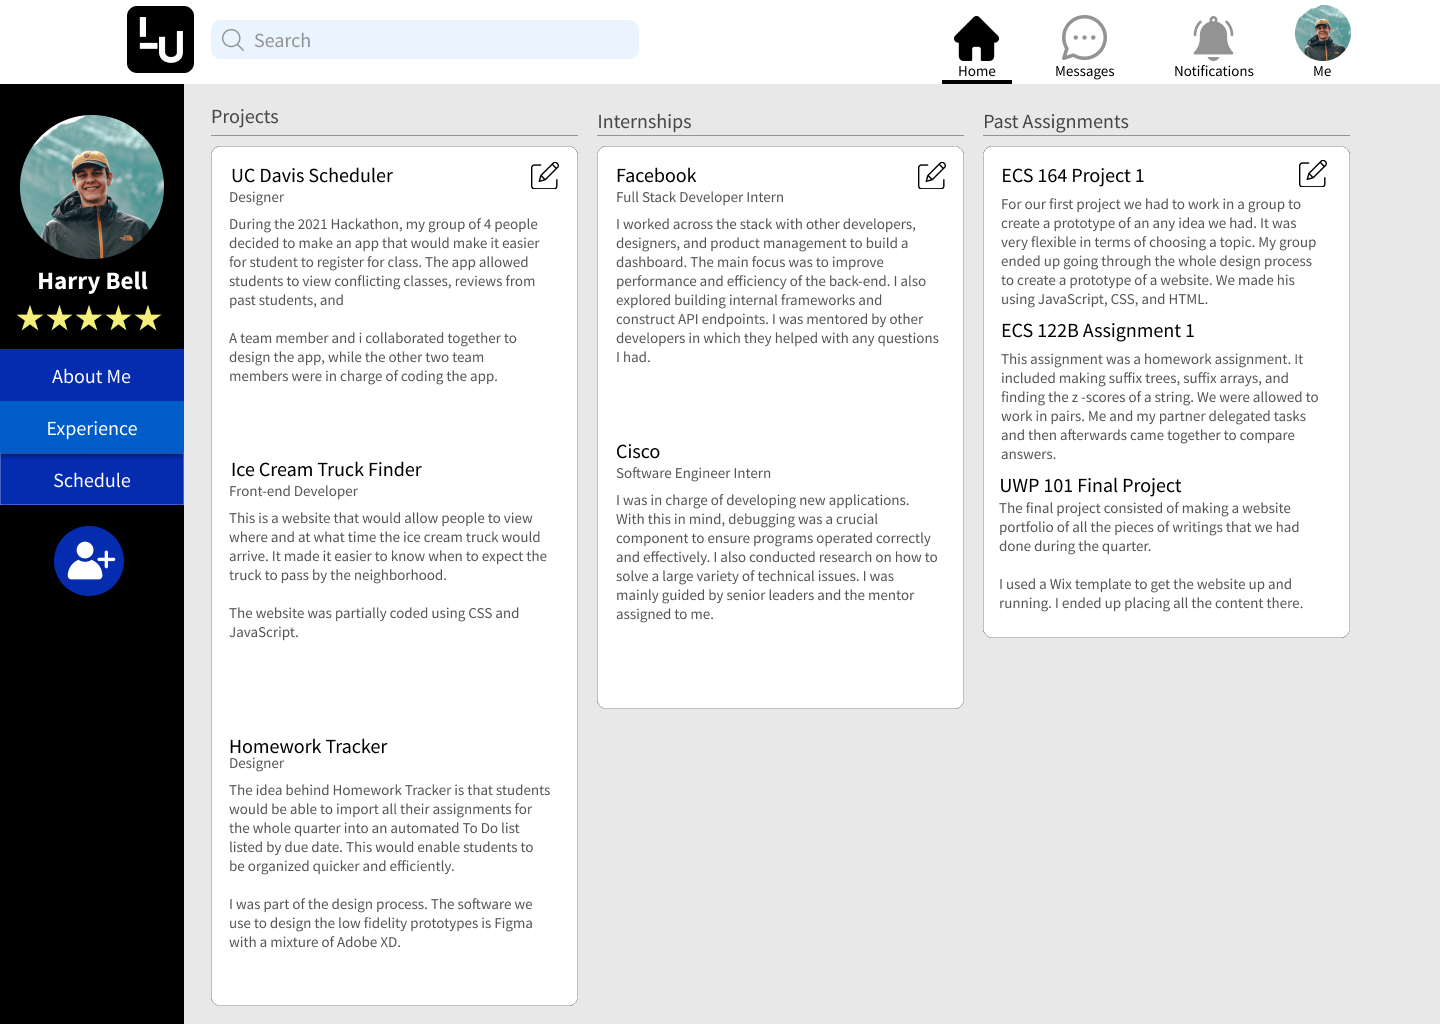 LU
Search
Home
Messages
Notifications
Me
Harry Bell
About Me
Experience
Schedule
Projects
UC Davis Scheduler
Designer
During the 2021 Hackathon, my group of 4 people
decided to make an app that would make it easier
for student to register for class. The app allowed
students to view conflicting classes, reviews from
past students, and
A team member and i collaborated together to
design the app, while the other two team
members were in charge of coding the app.
Ice Cream Truck Finder
Front-end Developer
This is a website that would allow people to view
where and at what time the ice cream truck would
arrive. It made it easier to know when to expect the
truck to pass by the neighborhood.
The website was partially coded using CSS and
JavaScript.
Homework Tracker
Designer
The idea behind Homework Tracker is that students
would be able to import all their assignments for
the whole quarter into an automated To Do list
listed by due date. This would enable students to
be organized quicker and efficiently.
I was part of the design process. The software we
use to design the low fidelity prototypes is Figma
with a mixture of Adobe XD.
Internships
Facebook
Full Stack Developer Intern
I worked across the stack with other developers,
designers, and product management to build a
dashboard. The main focus was to improve
performance and efficiency of the back-end. I also
explored building internal frameworks and
construct API endpoints. I was mentored by other
developers in which they helped with any questions
I had.
Cisco
Software Engineer Intern
I was in charge of developing new applications.
With this in mind, debugging was a crucial
component to ensure programs operated correctly
and effectively. I also conducted research on how to
solve a large variety of technical issues. I was
mainly guided by senior leaders and the mentor
assigned to me.
Past Assignments
ECS 164 Project 1
For our first project we had to work in a group to
create a prototype of an any idea we had. It was
very flexible in terms of choosing a topic. My group
ended up going through the whole design process
to create a prototype of a website. We made his
using JavaScript, CSS, and HTML.
ECS 122B Assignment 1
This assignment was a homework assignment. It
included making suffix trees, suffix arrays, and
finding the z -scores of a string. We were allowed to
work in pairs. Me and my partner delegated tasks
and then afterwards came together to compare
answers.
UWP 101 Final Project
The final project consisted of making a website
portfolio of all the pieces of writings that we had
done during the quarter.
I used a Wix template to get the website up and
running. I ended up placing all the content there.